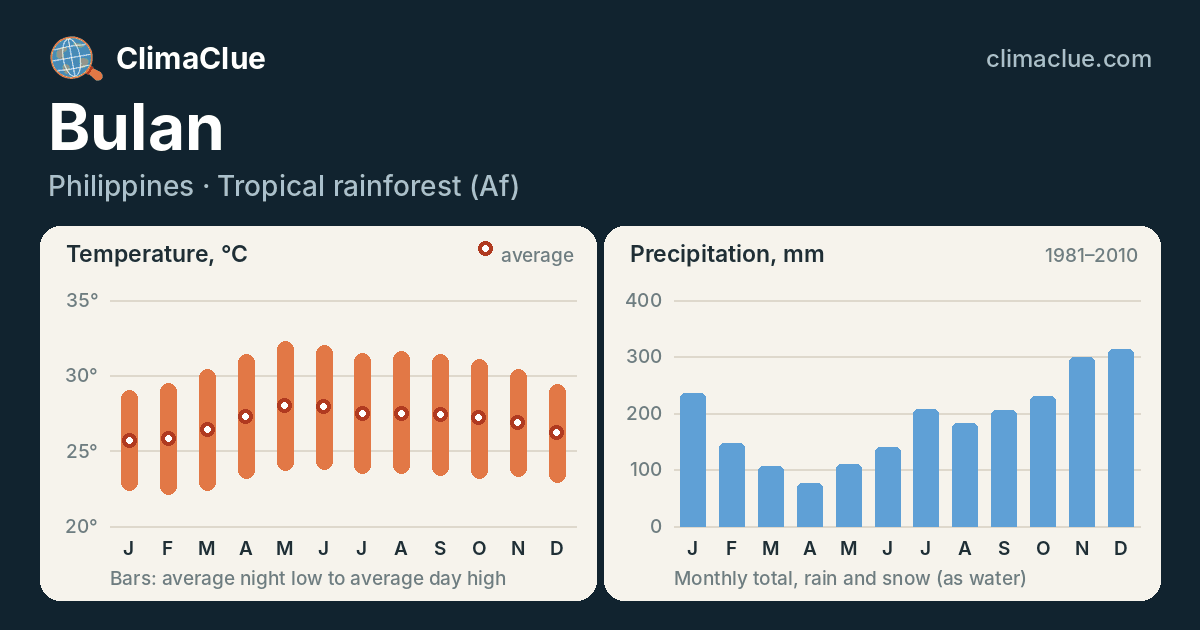 ClimaClue
climaclue.com
Bulan
Philippines · Tropical rainforest (Af)
Temperature, °C
average
35°
30°
25°
20°
J F M A M J J A S O N D
Bars: average night low to average day high
Precipitation, mm
1981–2010
400
300
200
100
0
J F M A M J J A S O N D
Monthly total, rain and snow (as water)